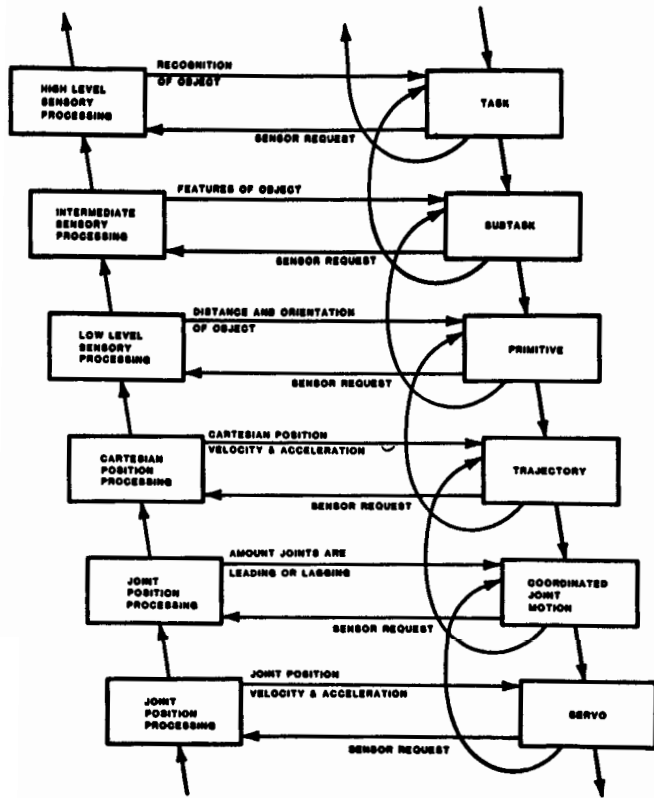 RECOGNITION
OF OBJECT
HIGH LEVEL
SENSORY
PROCESSING
TASK
SENSOR REQUEST
FEATURES OF OBJECT
INTERMEDIATE
SENSORY
PROCESSING
SUBTASK
SENSOR REQUEST
DISTANCE AND ORIENTATION
OF OBJECT
LOW LEVEL
SENSORY
PROCESSING
PRIMITIVE
SENSOR REQUEST
CARTESIAN POSITION
VELOCITY & ACCELERATION
CARTESIAN
POSITION
PROCESSING
TRAJECTORY
SENSOR REQUEST
AMOUNT JOINTS ARE
LEADING OR LAGGING
JOINT
POSITION
PROCESSING
COORDINATED
JOINT
MOTION
SENSOR REQUEST
JOINT POSITION
VELOCITY & ACCELERATION
JOINT
POSITION
PROCESSING
SERVO
SENSOR REQUEST